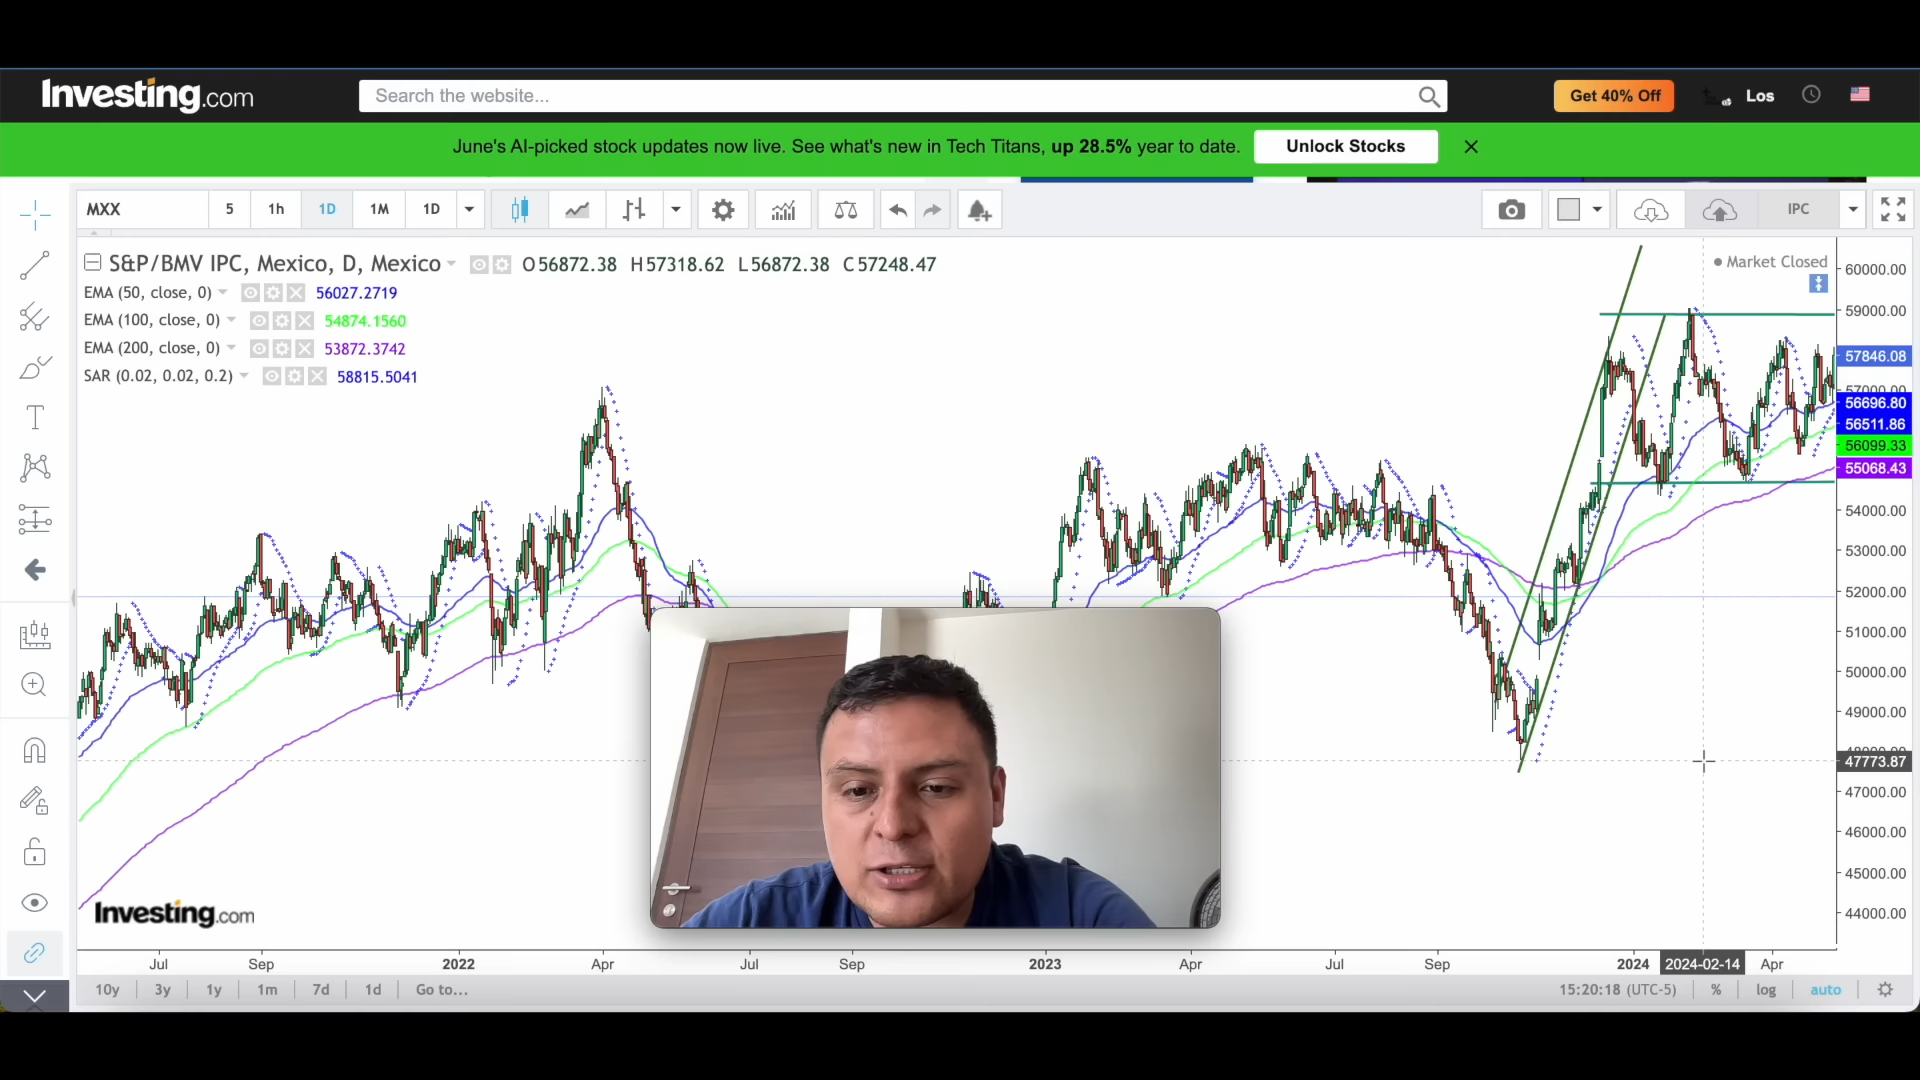 Investing.com
Search the website...
Get 40% Off
Los
June's AI-picked stock updates now live. See what's new in Tech Titans, up 28.5% year to date.
Unlock Stocks
MXX 5 1h 1D 1M 1D
IPC
S&P/BMV IPC, Mexico, D, Mexico O56872.38 H57318.62 L56872.38 C57248.47
Market Closed
EMA (50, close, 0) 56027.2719
EMA (100, close, 0) 54874.1560
EMA (200, close, 0) 53872.3742
SAR (0.02, 0.02, 0.2) 58815.5041
60000.00
59000.00
57846.08
57000.00
56696.80
56511.86
56099.33
55068.43
54000.00
53000.00
52000.00
51000.00
50000.00
49000.00
47773.87
47000.00
46000.00
45000.00
44000.00
Investing.com
Jul Sep 2022 Apr Jul Sep 2023 Apr Jul Sep 2024 2024-02-14 Apr
10y 3y 1y 1m 7d 1d Go to...
15:20:18 (UTC-5) % log auto